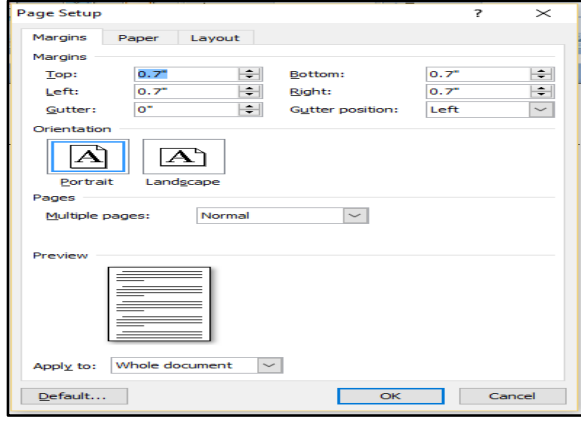 Page Setup ? ×
Margins Paper Layout
Margins
Top: 0.7" Bottom: 0.7"
Left: 0.7" Right: 0.7"
Gutter: 0" Gutter position: Left
Orientation
A A
Portrait Landscape
Pages
Multiple pages: Normal
Preview
Apply to: Whole document
Default... OK Cancel